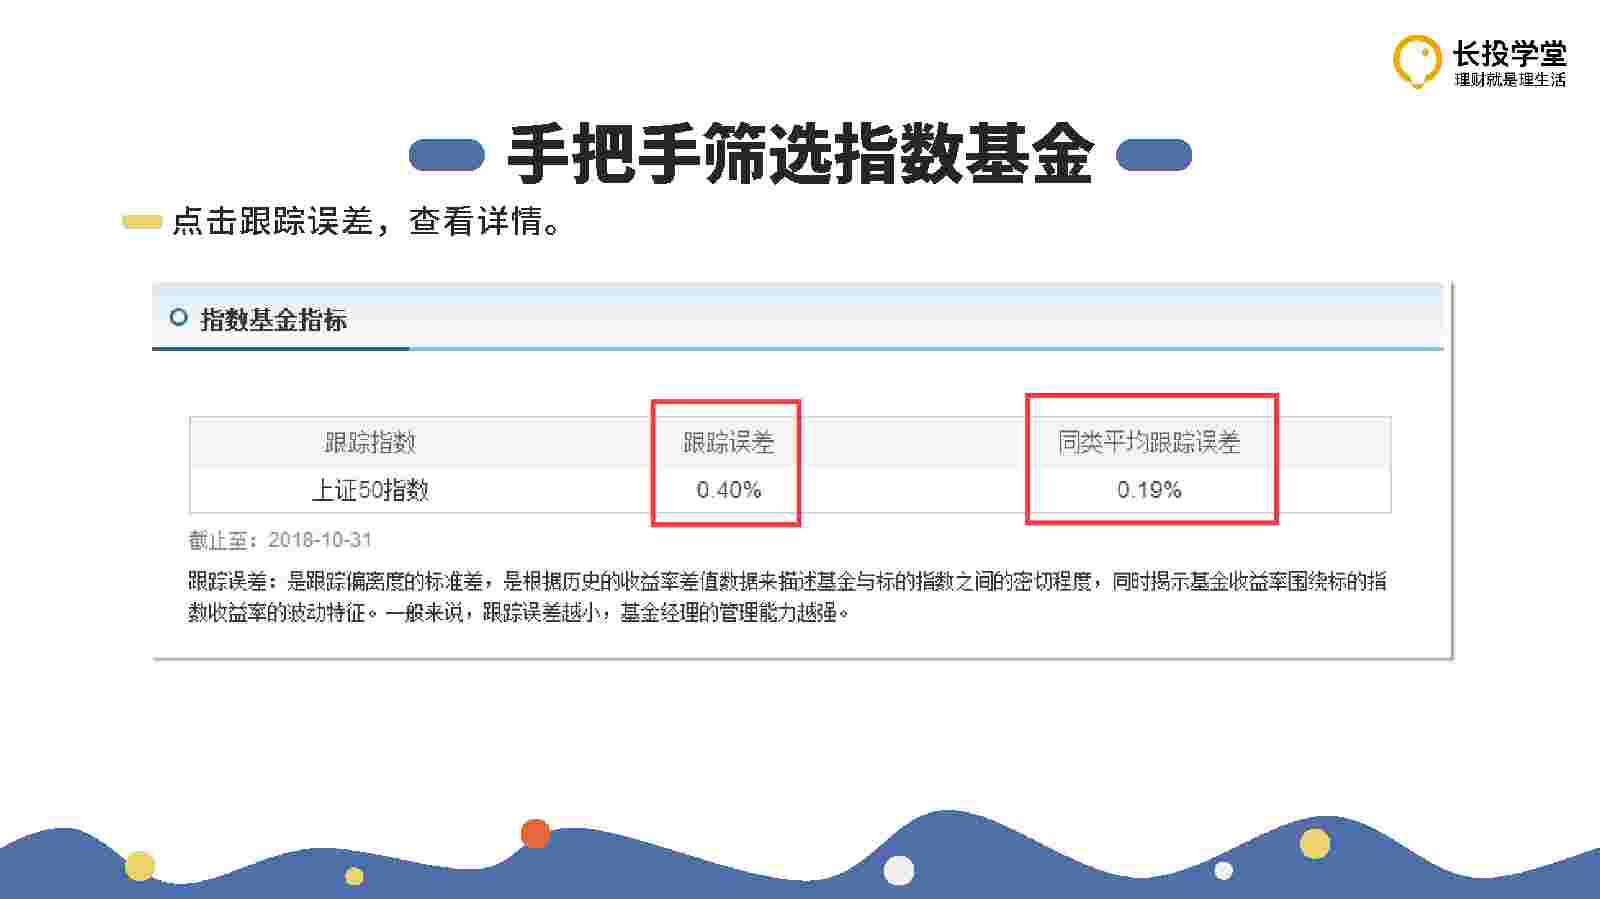 长投学堂
理财就是理生活
手把手筛选指数基金
点击跟踪误差，查看详情。
指数基金指标
跟踪指数 跟踪误差 同类平均跟踪误差
上证50指数 0.40% 0.19%
截止至：2018-10-31
跟踪误差：是跟踪偏离度的标准差，是根据历史的收益率差值数据来描述基金与标的指数之间的密切程度，同时揭示基金收益率围绕标的指
数收益率的波动特征。一般来说，跟踪误差越小，基金经理的管理能力越强。